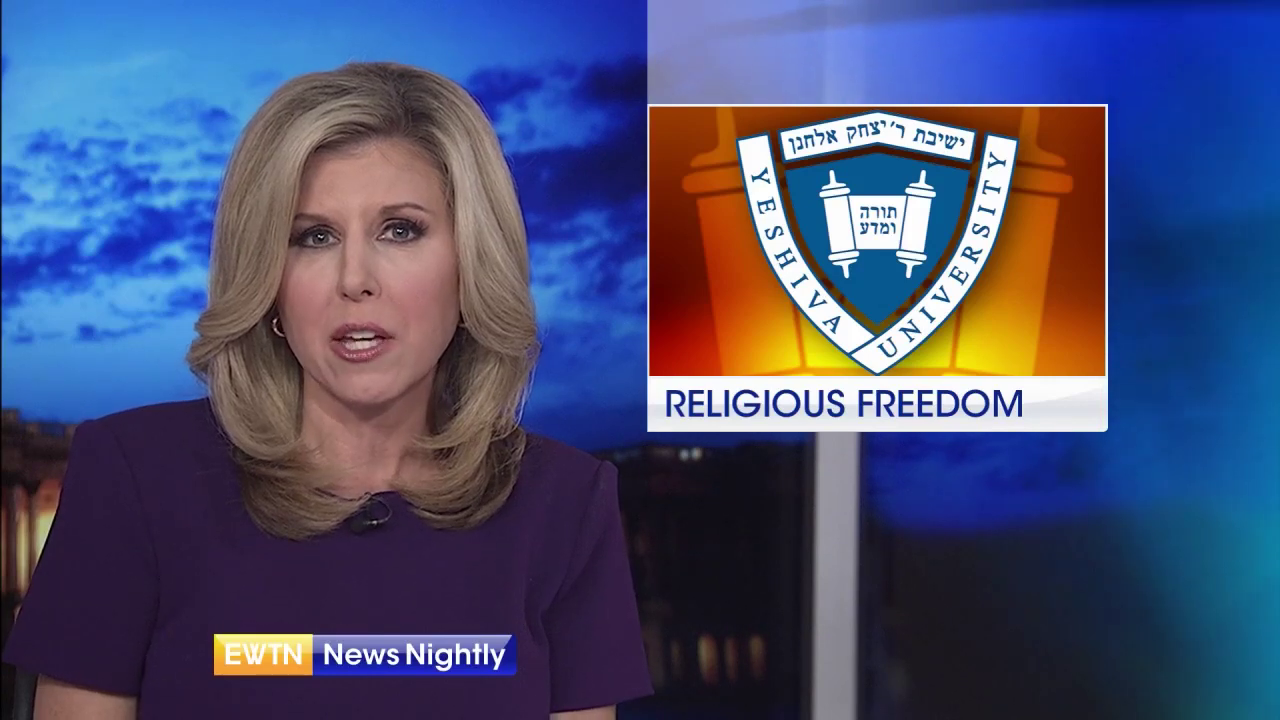 ישיבת ר׳יצחק אלחנן
YESHIVA
UNIVERSITY
תורה
ומדע
RELIGIOUS FREEDOM
EWTN News Nightly